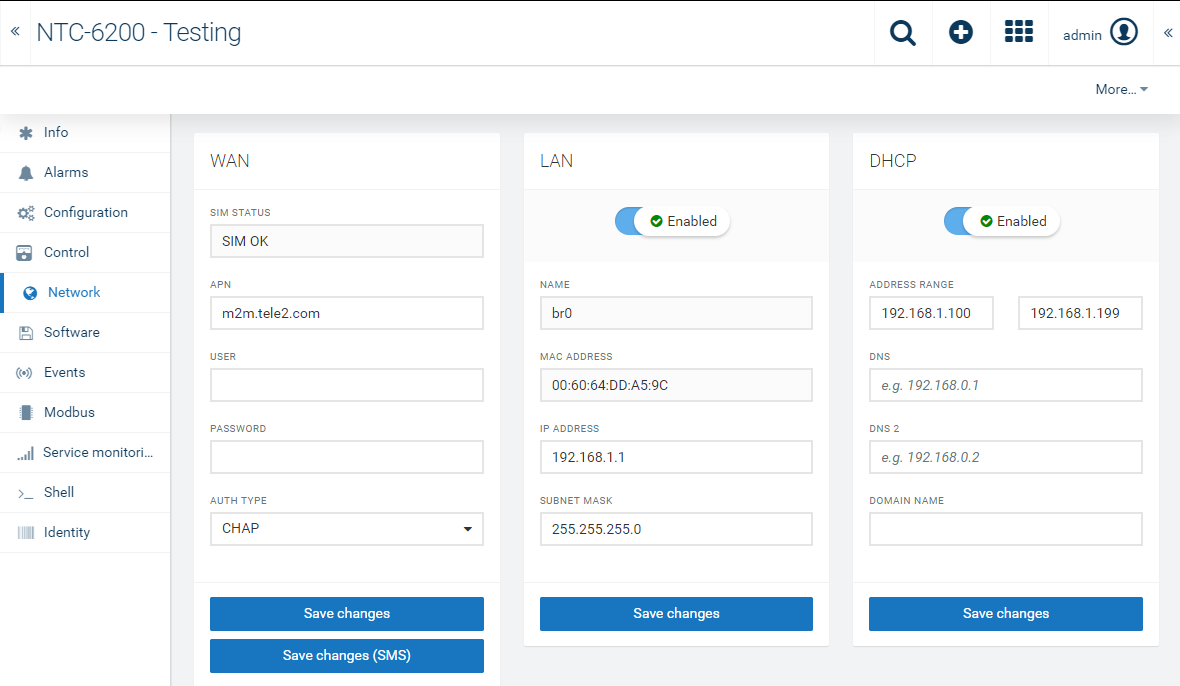 «
NTC-6200 - Testing
admin
«
More...
Info
Alarms
Configuration
Control
Network
Software
Events
Modbus
Service monitori...
Shell
Identity
WAN
SIM STATUS
SIM OK
APN
m2m.tele2.com
USER
PASSWORD
AUTH TYPE
CHAP
Save changes
Save changes (SMS)
LAN
Enabled
NAME
br0
MAC ADDRESS
00:60:64:DD:A5:9C
IP ADDRESS
192.168.1.1
SUBNET MASK
255.255.255.0
Save changes
DHCP
Enabled
ADDRESS RANGE
192.168.1.100 192.168.1.199
DNS
e.g. 192.168.0.1
DNS 2
e.g. 192.168.0.2
DOMAIN NAME
Save changes